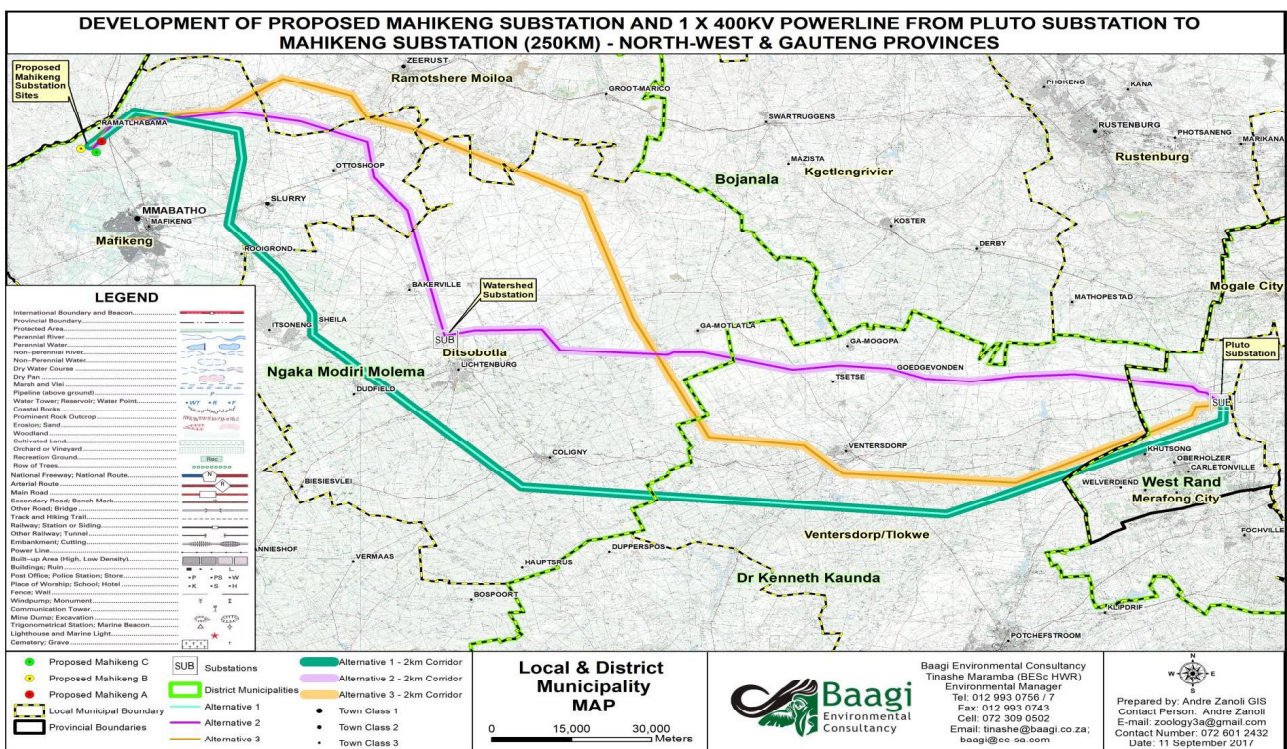 DEVELOPMENT OF PROPOSED MAHIKENG SUBSTATION AND 1 X 400KV POWERLINE FROM PLUTO SUBSTATION TO
MAHIKENG SUBSTATION (250KM) - NORTH-WEST & GAUTENG PROVINCES
Proposed
Mahikeng
Substation
Sites
ZEERUST
Ramotshere Moiloa
GROOT-MARICO
KANA
RUSTENBURG
PHOTSANENG
MARIKANA
Rustenburg
SWARTRUGGENS
RAMATLHABAMA
OTTOSHOOP
MAZISTA
Bojanala
Kgetlengrivier
SLURRY
MMABATHO
MAFIKENG
Mafikeng
ROOIGROND
KOSTER
DERBY
Mogale City
BAKERVILLE
Watershed
Substation
MATHOPESTAD
ITSONENG
SHEILA
SUB
Ditsobotla
LICHTENBURG
GA-MOTLATLA
GA-MOGOPA
GOEDGEVONDEN
TSETSE
Pluto
Substation
Ngaka Modiri Molema
DUDFIELD
COLIGNY
VENTERSDORP
KHUTSONG
OBERHOLZER
CARLETONVILLE
WELVERDIEND
West Rand
Merafong City
BIESIESVLEI
FOCHVILLE
Ventersdorp/Tlokwe
ANNIESHOF
VERMAAS
HAUPTSRUS
DUPPERSPOS
Dr Kenneth Kaunda
BOSPOORT
KLIPDRIF
POTCHEFSTROOM
LEGEND
International Boundary and Beacon
Provincial Boundary
Protected Area
Perennial River
Perennial Water
Non-perennial River
Non-Perennial Water
Dry Water Course
Dry Pan
Marsh and Vlei
Pipeline (above ground)
Water Tower; Reservoir; Water Point
Coastal Rocks
Prominent Rock Outcrop
Erosion; Sand
Woodland
Cultivated Land
Orchard or Vineyard
Recreation Ground
Row of Trees
National Freeway; National Route
Arterial Route
Main Road
Secondary Road; Bench Mark
Other Road; Bridge
Track and Hiking Trail
Railway; Station or Siding
Other Railway; Tunnel
Embankment; Cutting
Power Line
Built-up Area (High, Low Density)
Buildings; Ruin
Post Office; Police Station; Store
Place of Worship; School; Hotel
Fence; Wall
Windpump; Monument
Communication Tower
Mine Dump; Excavation
Trigonometrical Station; Marine Beacon
Lighthouse and Marine Light
Cemetery; Grave
Proposed Mahikeng C
Proposed Mahikeng B
Proposed Mahikeng A
Local Municipal Boundary
Provincial Boundaries
SUB Substations
District Municipalities
Alternative 1
Alternative 2
Alternative 3
Alternative 1 - 2km Corridor
Alternative 2 - 2km Corridor
Alternative 3 - 2km Corridor
Town Class 1
Town Class 2
Town Class 3
Local & District
Municipality
MAP
0 15,000 30,000
Meters
Baagi
Environmental
Consultancy
Baagi Environmental Consultancy
Tinashe Maramba (BESc HWR)
Environmental Manager
Tel: 012 993 0756 / 7
Fax: 012 993 0743
Cell: 072 309 0502
Email: tinashe@baagi.co.za;
N
W E
S
Prepared by: Andre Zanoli GIS
Contact Person. Andre Zanoli
E-mail: zoology3a@gmail.com
Contact Number: 072 601 2432
Date: 11 September 2017